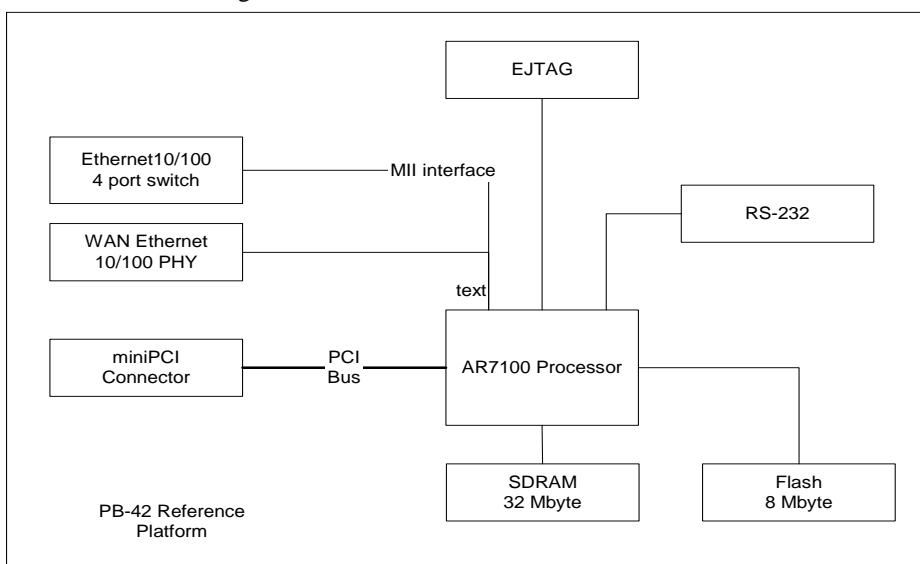 EJTAG
Ethernet10/100
4 port switch
MII interface
RS-232
WAN Ethernet
10/100 PHY
text
miniPCI
Connector
PCI
Bus
AR7100 Processor
SDRAM
32 Mbyte
Flash
8 Mbyte
PB-42 Reference
Platform